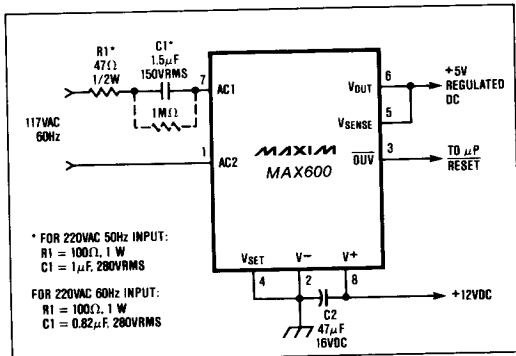 R1*
47Ω
1/2W
C1*
1.5µF
150VRMS
7
AC1
1MΩ
117VAC
60Hz
1
AC2
MAXIM
MAX600
VOUT
6
+5V
REGULATED
DC
VSENSE
5
OUV
3
TO µP
RESET
VSET
V−
V+
4
2
8
+12VDC
C2
47µF
16VDC
* FOR 220VAC 50Hz INPUT:
R1 = 100Ω, 1 W
C1 = 1µF, 280VRMS
FOR 220VAC 60Hz INPUT:
R1 = 100Ω, 1 W
C1 = 0.82µF, 280VRMS